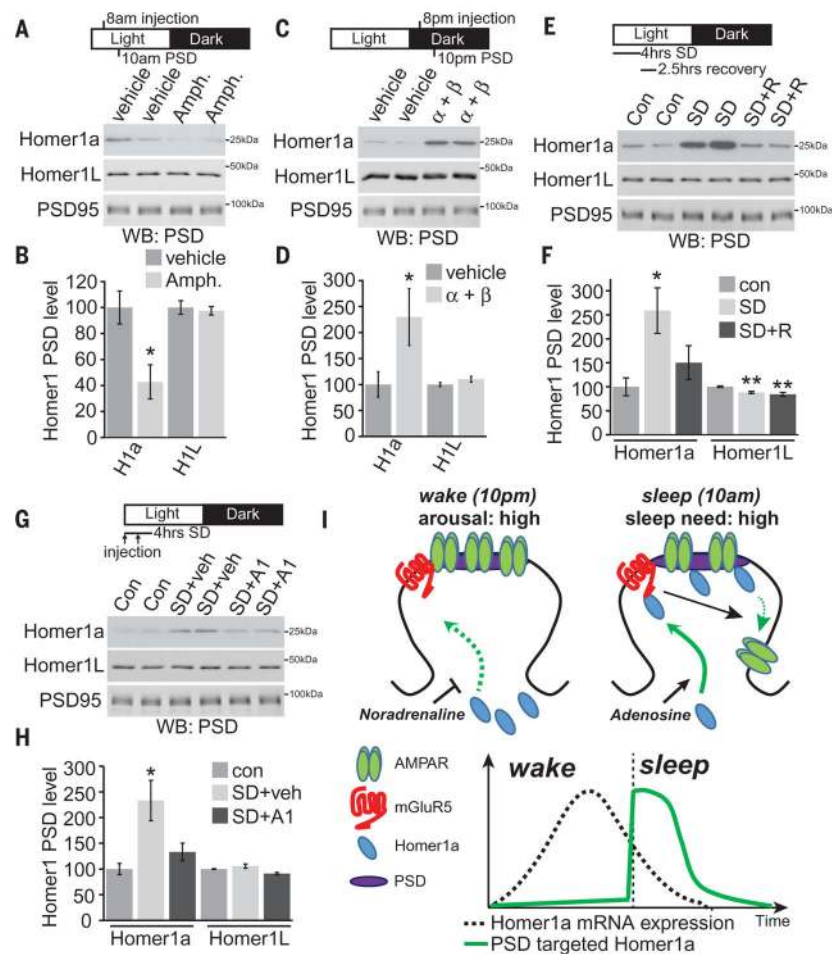 A
8am injection
Light Dark
10am PSD
vehicle vehicle Amph. Amph.
Homer1a
25kDa
Homer1L
50kDa
PSD95
100kDa
WB: PSD
B
vehicle
Amph.
Homer1 PSD level
120
100
80
60
40
20
0
*
H1a H1L
C
8pm injection
Light Dark
10pm PSD
vehicle vehicle α + β α + β
Homer1a
25kDa
Homer1L
50kDa
PSD95
100kDa
WB: PSD
D
vehicle
α + β
Homer1 PSD level
300
250
200
150
100
50
0
*
H1a H1L
E
Light Dark
4hrs SD
2.5hrs recovery
Con Con SD SD SD+R SD+R
Homer1a
25kDa
Homer1L
50kDa
PSD95
100kDa
WB: PSD
F
con
SD
SD+R
Homer1 PSD level
300
250
200
150
100
50
0
* ** **
Homer1a Homer1L
G
Light Dark
4hrs SD
injection
Con Con SD+veh SD+veh SD+A1 SD+A1
Homer1a
25kDa
Homer1L
50kDa
PSD95
100kDa
WB: PSD
H
con
SD+veh
SD+A1
Homer1 PSD level
300
250
200
150
100
50
0
*
Homer1a Homer1L
I
wake (10pm)
arousal: high
Noradrenaline
sleep (10am)
sleep need: high
Adenosine
AMPAR
mGluR5
Homer1a
PSD
wake sleep
Time
Homer1a mRNA expression
PSD targeted Homer1a